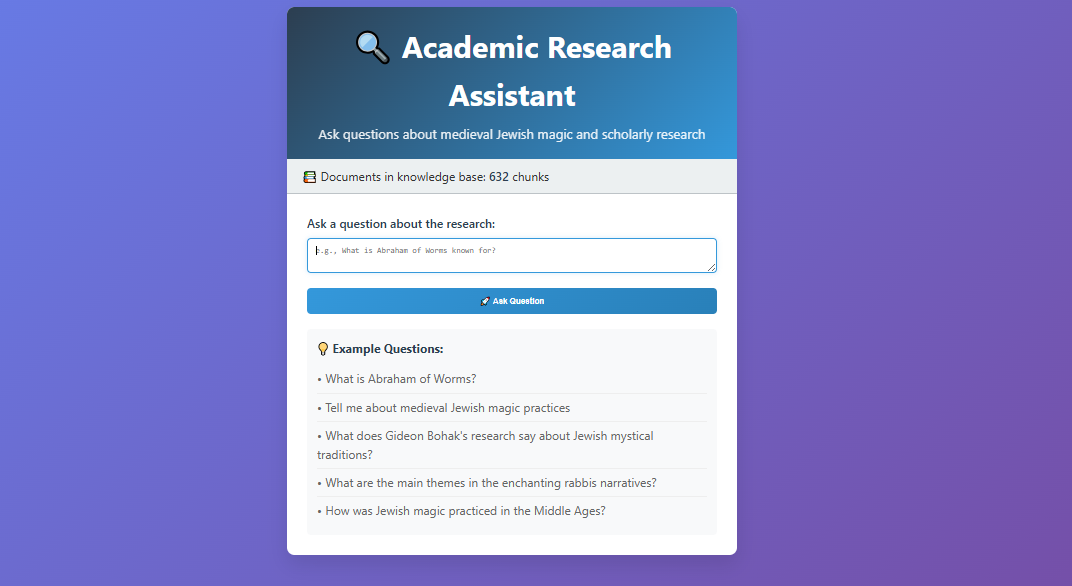 Academic Research
Assistant
Ask questions about medieval Jewish magic and scholarly research
Documents in knowledge base: 632 chunks
Ask a question about the research:
e.g., What is Abraham of Worms known for?
Ask Question
Example Questions:
• What is Abraham of Worms?
• Tell me about medieval Jewish magic practices
• What does Gideon Bohak's research say about Jewish mystical
traditions?
• What are the main themes in the enchanting rabbis narratives?
• How was Jewish magic practiced in the Middle Ages?